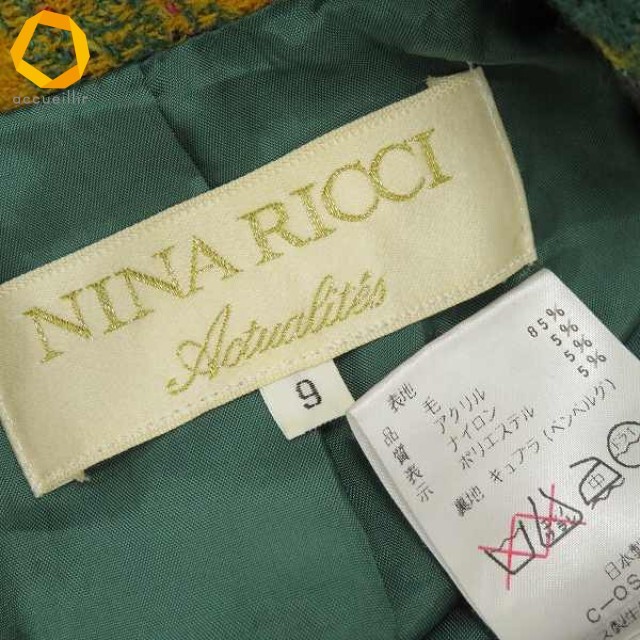 accueillir
NINA RICCI
Actualités
9
品質表示
表地 毛 85%
アクリル 5%
ナイロン 5%
ポリエステル 5%
裏地 キュプラ(ベンベルグ)
日本製
C-OS